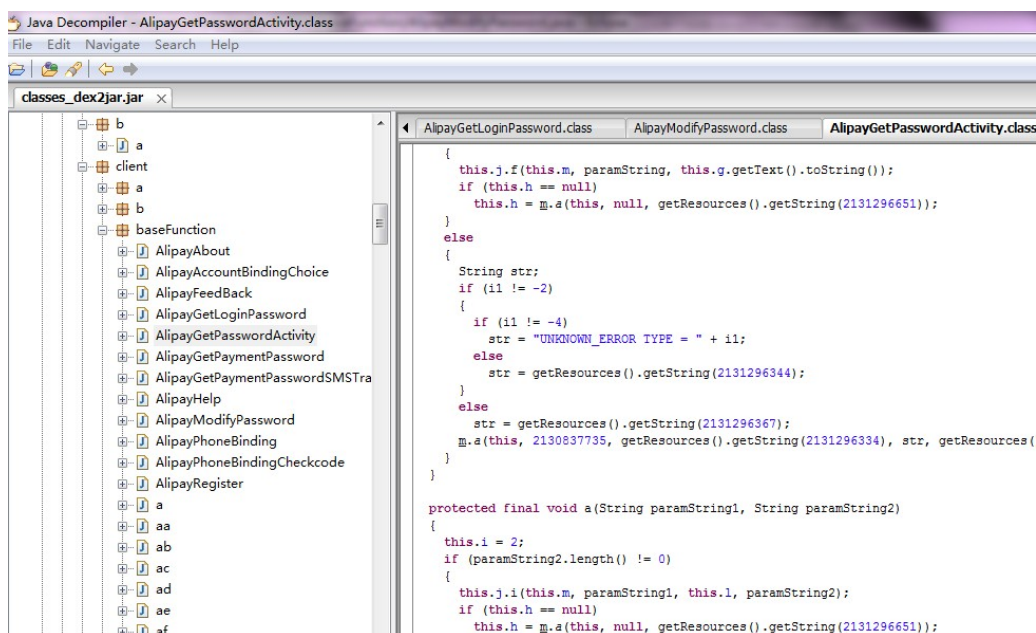 Java Decompiler - AlipayGetPasswordActivity.class
File Edit Navigate Search Help
classes_dex2jar.jar
b
a
client
a
b
baseFunction
AlipayAbout
AlipayAccountBindingChoice
AlipayFeedBack
AlipayGetLoginPassword
AlipayGetPasswordActivity
AlipayGetPaymentPassword
AlipayGetPaymentPasswordSMSTra
AlipayHelp
AlipayModifyPassword
AlipayPhoneBinding
AlipayPhoneBindingCheckcode
AlipayRegister
a
aa
ab
ac
ad
ae
af
AlipayGetLoginPassword.class AlipayModifyPassword.class AlipayGetPasswordActivity.class
{
this.j.f(this.m, paramString, this.g.getText().toString());
if (this.h == null)
this.h = m.a(this, null, getResources().getString(2131296651));
}
else
{
String str;
if (i1 != -2)
{
if (i1 != -4)
str = "UNKNOWN_ERROR TYPE = " + i1;
else
str = getResources().getString(2131296344);
}
else
str = getResources().getString(2131296367);
m.a(this, 2130837735, getResources().getString(2131296334), str, getResources(
}
}
protected final void a(String paramString1, String paramString2)
{
this.i = 2;
if (paramString2.length() != 0)
{
this.j.i(this.m, paramString1, this.l, paramString2);
if (this.h == null)
this.h = m.a(this, null, getResources().getString(2131296651));